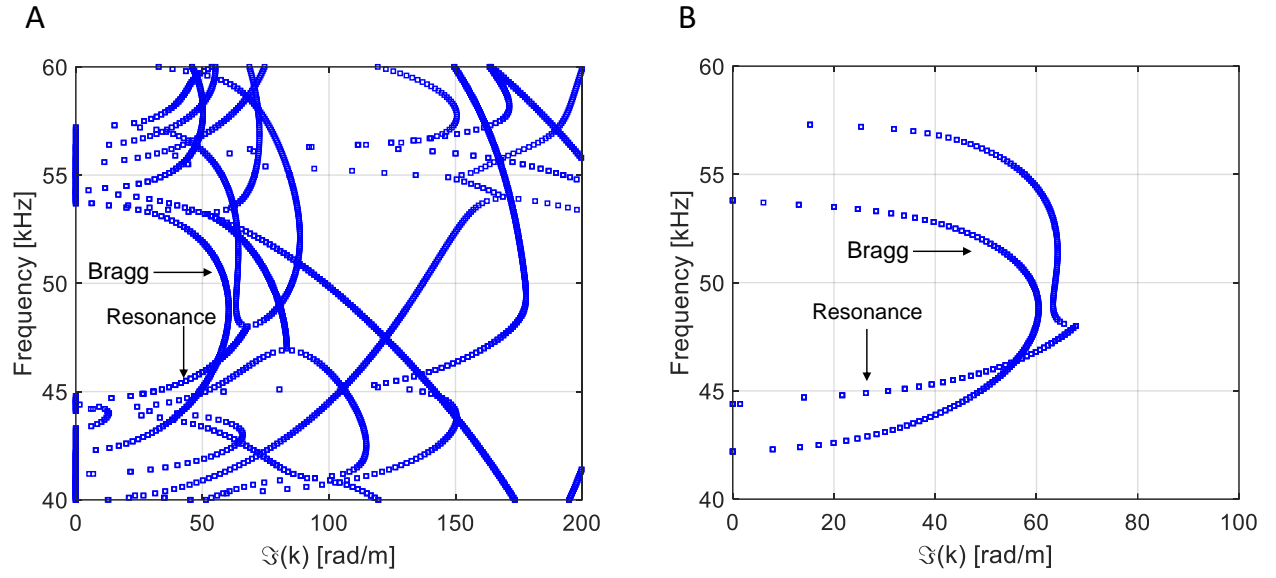 A
60
55
50
45
40
Frequency [kHz]
Bragg
Resonance
0
50
100
150
200
ℑ(k) [rad/m]
B
60
55
50
45
40
Frequency [kHz]
Bragg
Resonance
0
20
40
60
80
100
ℑ(k) [rad/m]